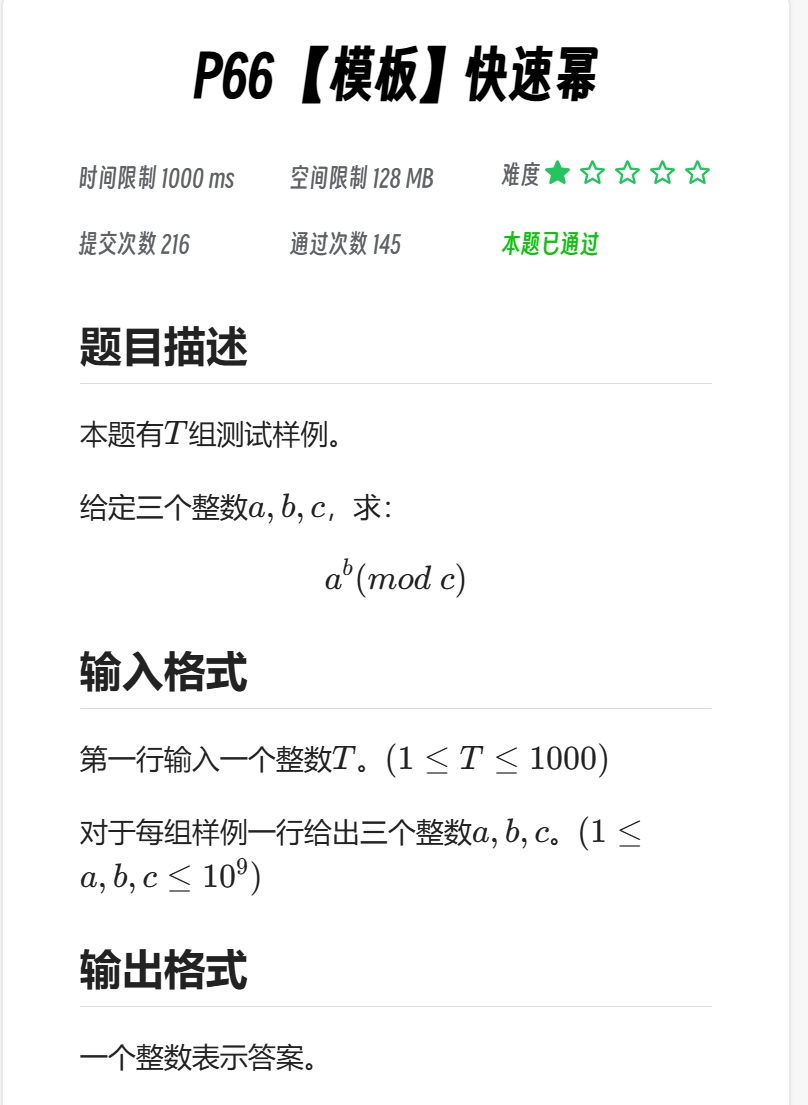 P66【模板】快速幂
时间限制 1000 ms 空间限制 128 MB 难度
提交次数 216 通过次数 145 本题已通过
题目描述
本题有T组测试样例。
给定三个整数a, b, c，求：
a^b(mod c)
输入格式
第一行输入一个整数T。(1 ≤ T ≤ 1000)
对于每组样例一行给出三个整数a, b, c。(1 ≤
a, b, c ≤ 10^9)
输出格式
一个整数表示答案。